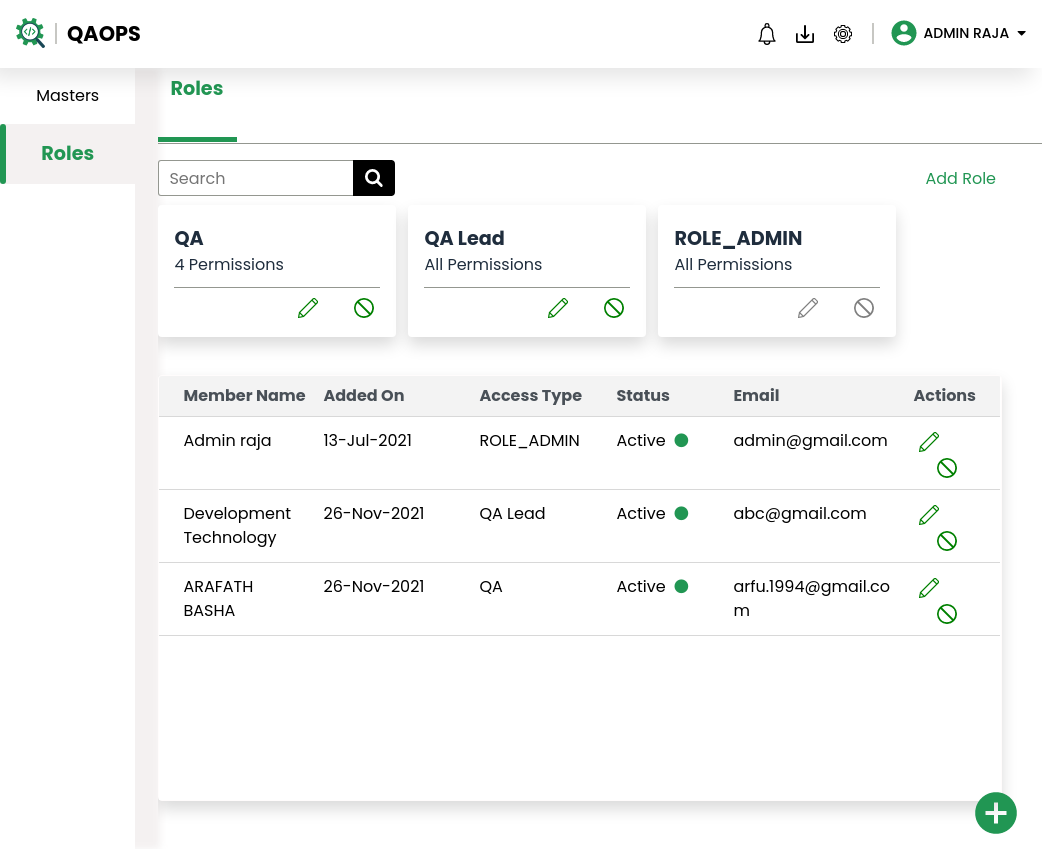 QAOPS
ADMIN RAJA
Masters
Roles
Roles
Search
Add Role
QA
4 Permissions
QA Lead
All Permissions
ROLE_ADMIN
All Permissions
Member Name Added On Access Type Status Email Actions
Admin raja 13-Jul-2021 ROLE_ADMIN Active admin@gmail.com
Development 26-Nov-2021 QA Lead Active abc@gmail.com
Technology
ARAFATH 26-Nov-2021 QA Active arfu.1994@gmail.co
BASHA m